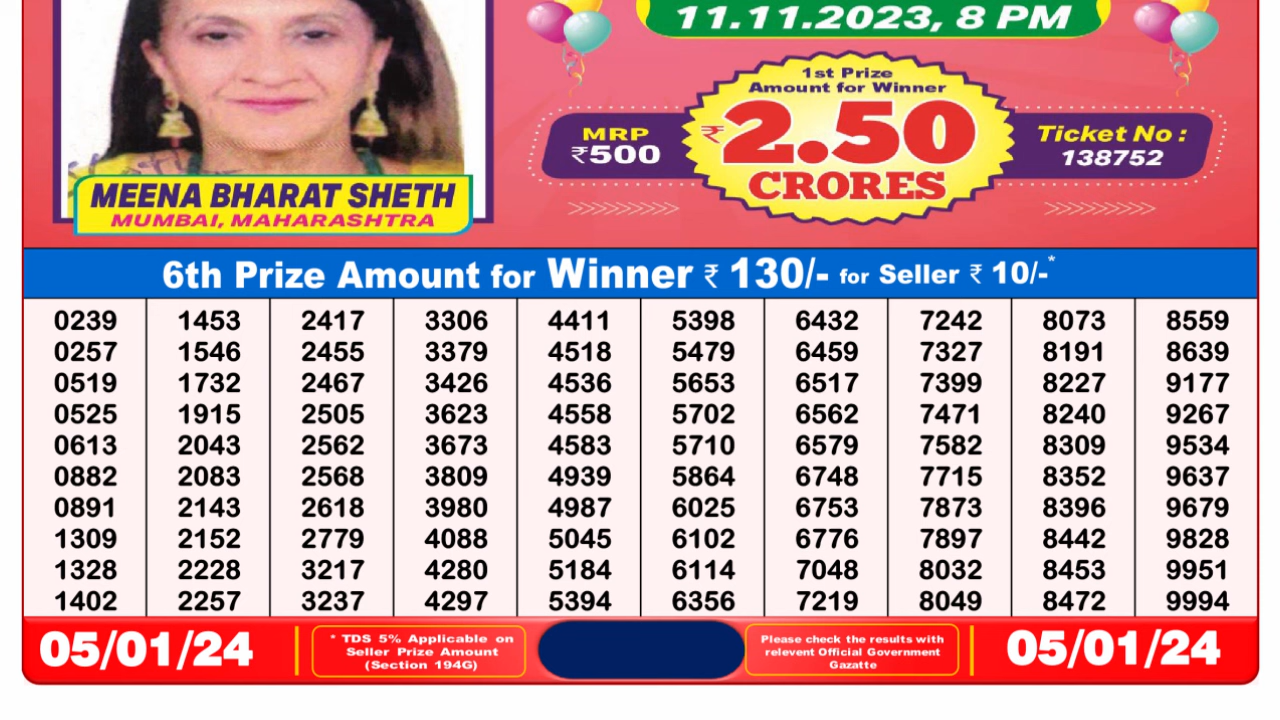 11.11.2023, 8 PM
1st Prize
Amount for Winner
₹2.50
CRORES
MRP
₹500
Ticket No :
138752
MEENA BHARAT SHETH
MUMBAI, MAHARASHTRA
6th Prize Amount for Winner ₹ 130/- for Seller ₹ 10/-*
0239 1453 2417 3306 4411 5398 6432 7242 8073 8559
0257 1546 2455 3379 4518 5479 6459 7327 8191 8639
0519 1732 2467 3426 4536 5653 6517 7399 8227 9177
0525 1915 2505 3623 4558 5702 6562 7471 8240 9267
0613 2043 2562 3673 4583 5710 6579 7582 8309 9534
0882 2083 2568 3809 4939 5864 6748 7715 8352 9637
0891 2143 2618 3980 4987 6025 6753 7873 8396 9679
1309 2152 2779 4088 5045 6102 6776 7897 8442 9828
1328 2228 3217 4280 5184 6114 7048 8032 8453 9951
1402 2257 3237 4297 5394 6356 7219 8049 8472 9994
05/01/24
* TDS 5% Applicable on
Seller Prize Amount
(Section 194G)
Please check the results with
relevent Official Government
Gazatte
05/01/24